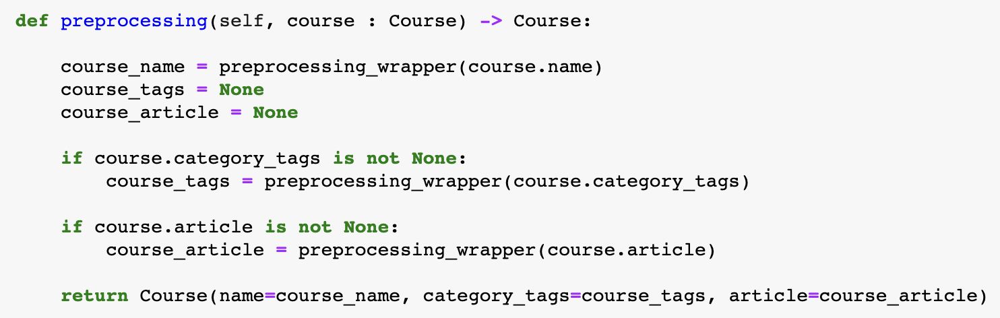 def preprocessing(self, course : Course) -> Course:
    course_name = preprocessing_wrapper(course.name)
    course_tags = None
    course_article = None
    if course.category_tags is not None:
        course_tags = preprocessing_wrapper(course.category_tags)
    if course.article is not None:
        course_article = preprocessing_wrapper(course.article)
    return Course(name=course_name, category_tags=course_tags, article=course_article)